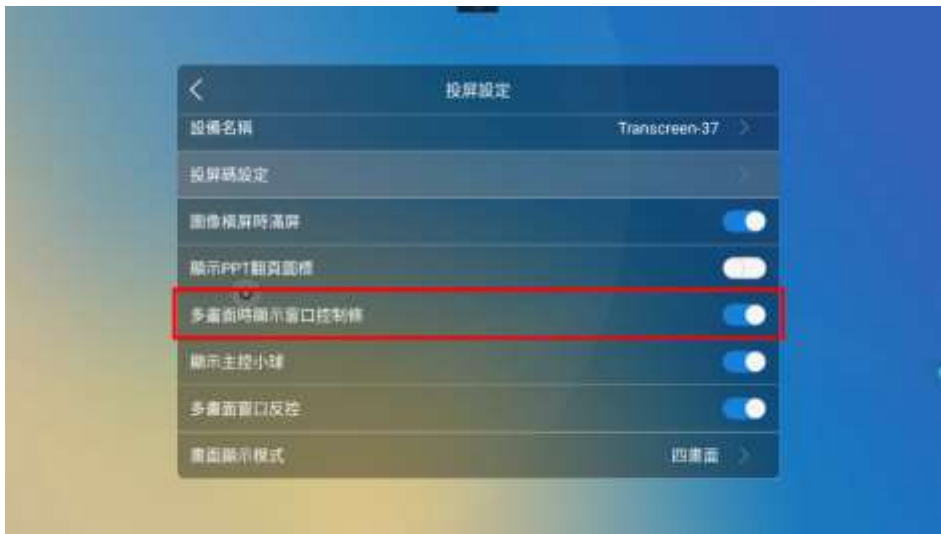 投屏設定
設備名稱 Transcreen-37
投屏碼設定
圖像橫屏時滿屏
顯示PPT翻頁圖標
多畫面時顯示窗口控制條
顯示主控小球
多畫面窗口反控
畫面顯示模式 四畫面